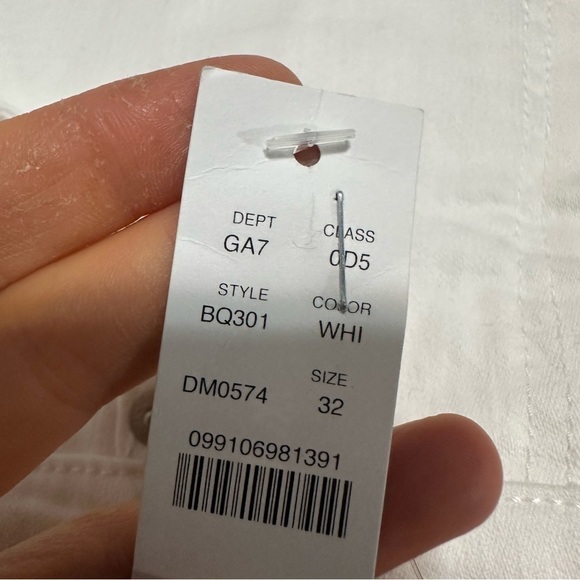 DEPT CLASS
GA7 0D5
STYLE COLOR
BQ301 WHI
SIZE
DM0574 32
099106981391